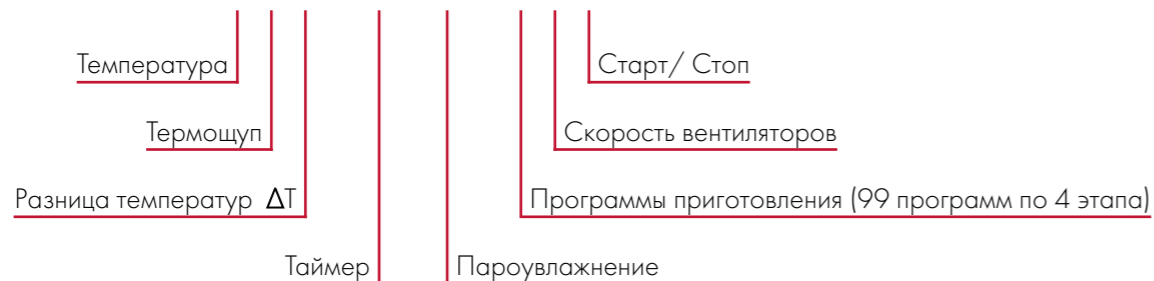 Температура
Старт/ Стоп
Термощуп
Скорость вентиляторов
Разница температур ΔT
Программы приготовления (99 программ по 4 этапа)
Таймер
Пароувлажнение